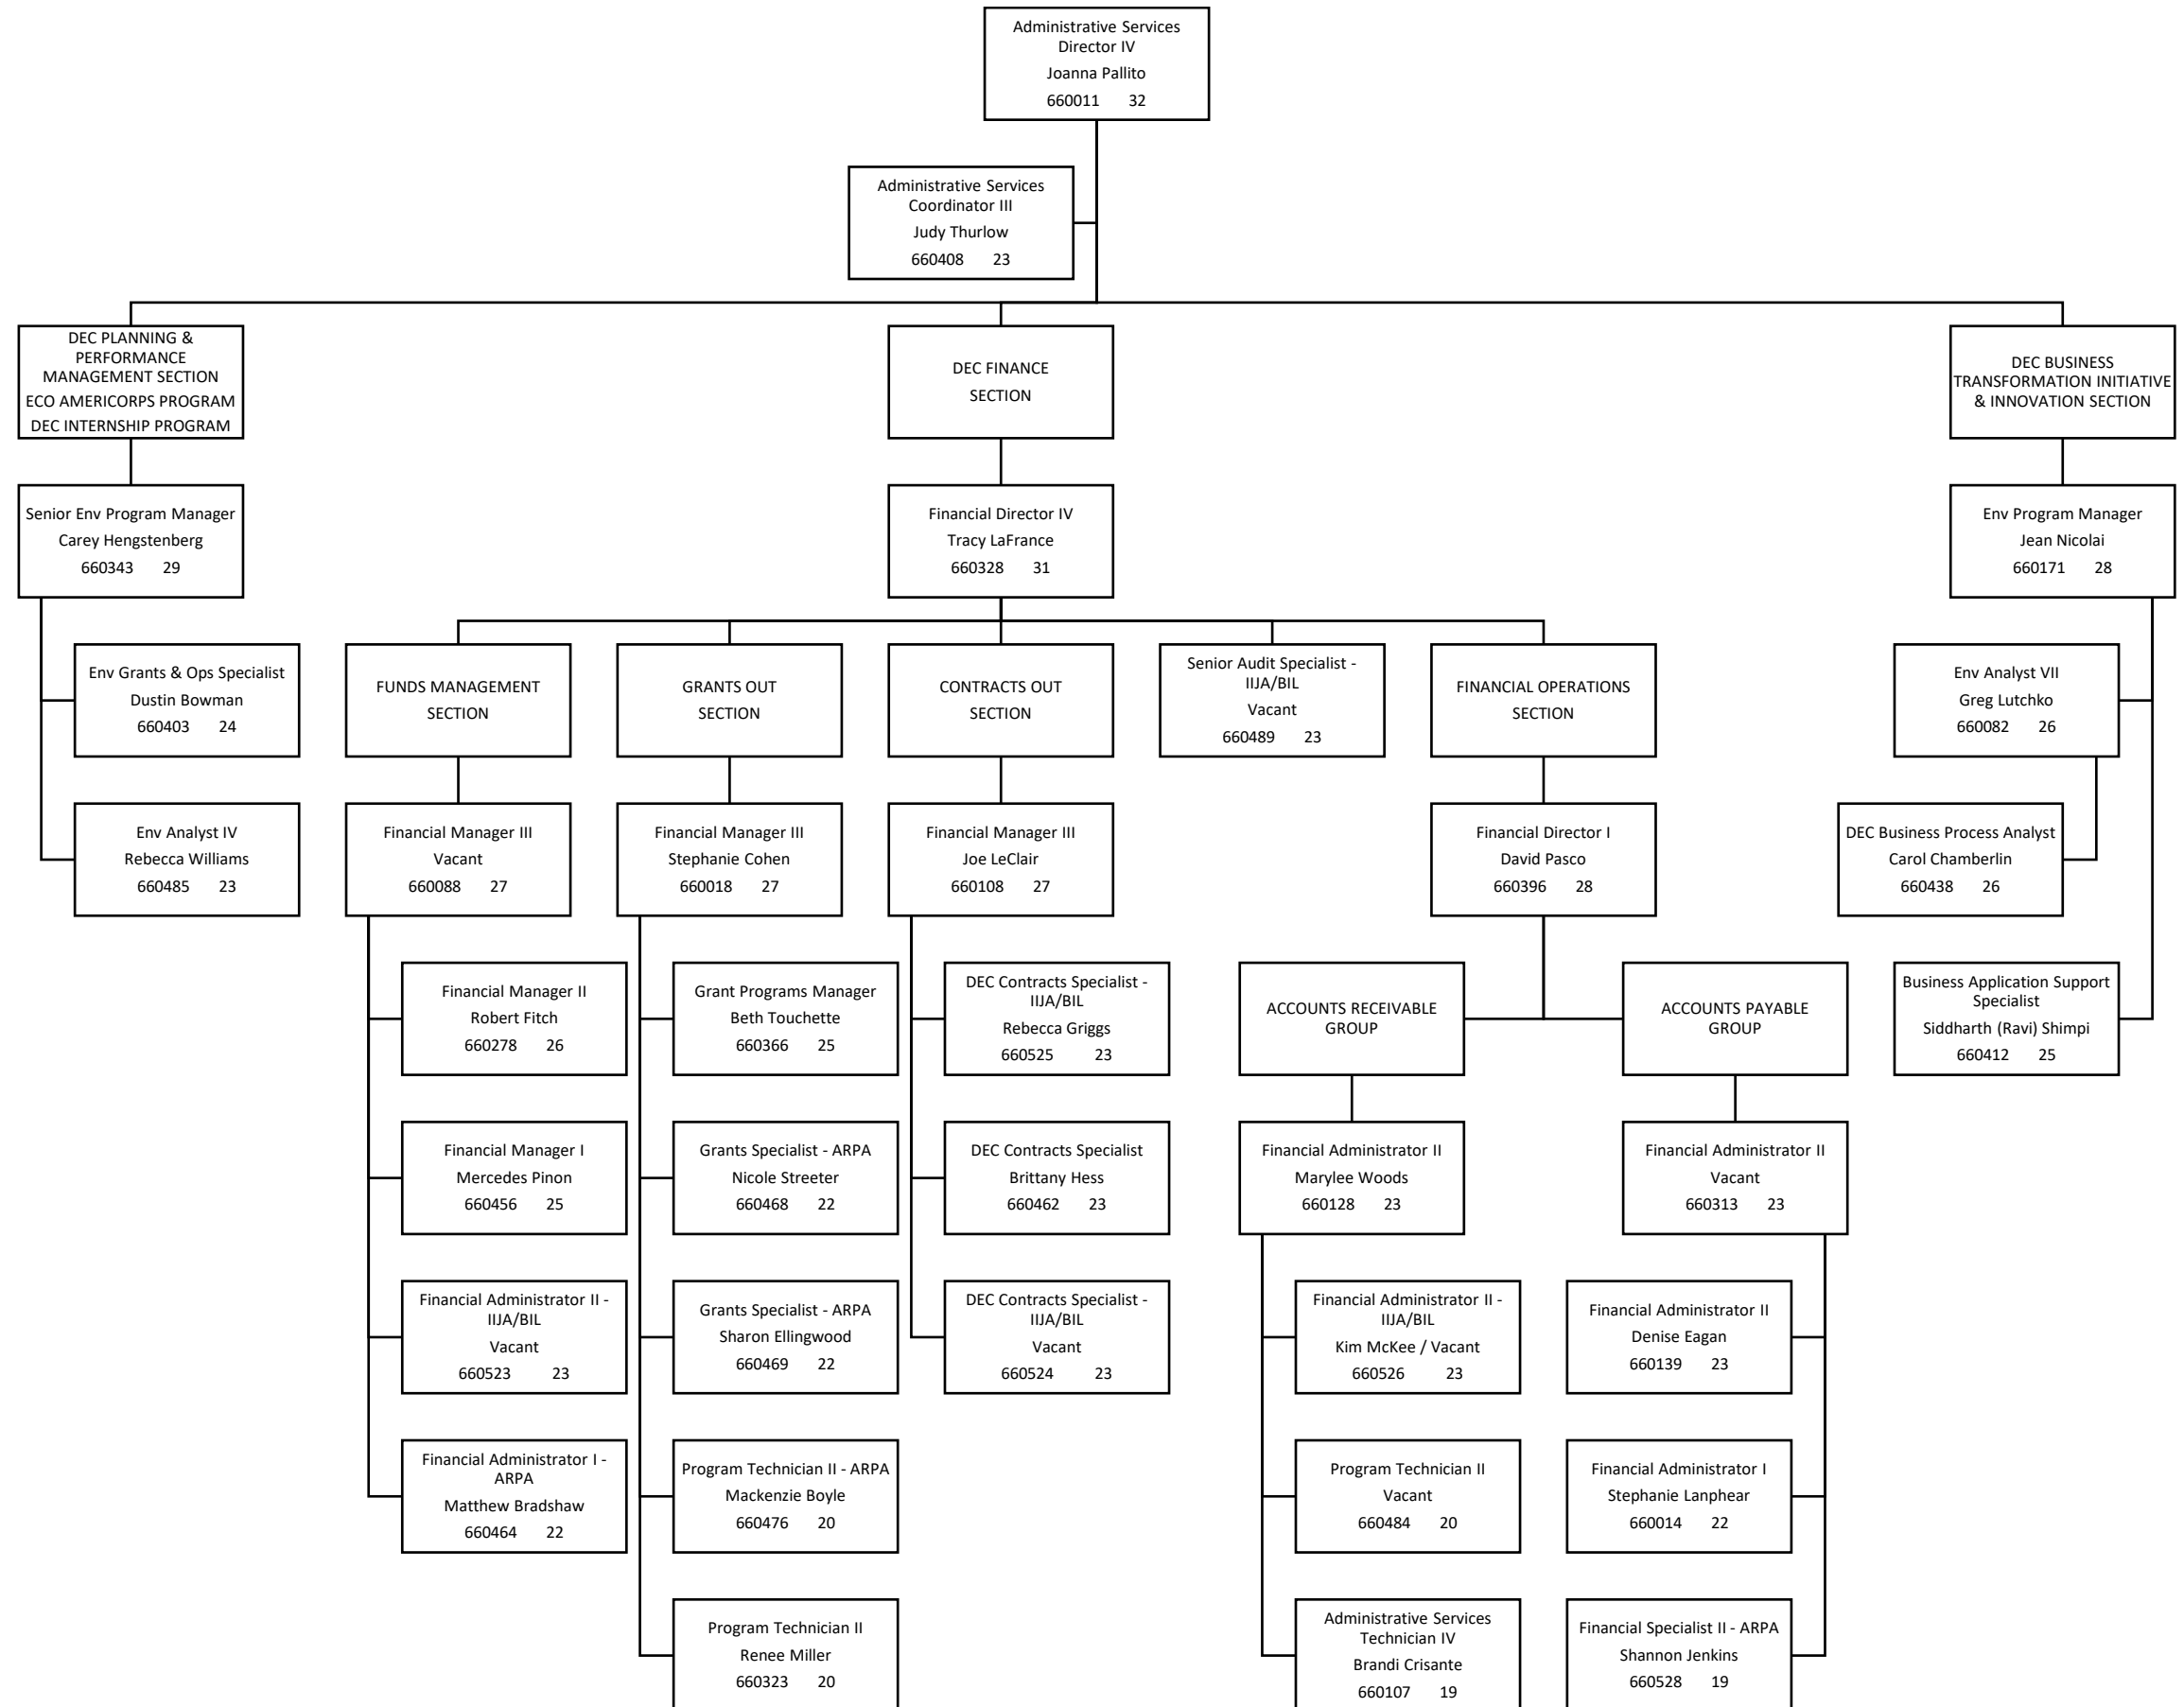 Administrative Services
Director IV
Joanna Pallito
660011 32
Administrative Services
Coordinator III
Judy Thurlow
660408 23
DEC PLANNING &
PERFORMANCE
MANAGEMENT SECTION
ECO AMERICORPS PROGRAM
DEC INTERNSHIP PROGRAM
DEC FINANCE
SECTION
DEC BUSINESS
TRANSFORMATION INITIATIVE
& INNOVATION SECTION
Senior Env Program Manager
Carey Hengstenberg
660343 29
Financial Director IV
Tracy LaFrance
660328 31
Env Program Manager
Jean Nicolai
660171 28
Env Grants & Ops Specialist
Dustin Bowman
660403 24
FUNDS MANAGEMENT
SECTION
GRANTS OUT
SECTION
CONTRACTS OUT
SECTION
Senior Audit Specialist -
IIJA/BIL
Vacant
660489 23
FINANCIAL OPERATIONS
SECTION
Env Analyst VII
Greg Lutchko
660082 26
Env Analyst IV
Rebecca Williams
660485 23
Financial Manager III
Vacant
660088 27
Financial Manager III
Stephanie Cohen
660018 27
Financial Manager III
Joe LeClair
660108 27
Financial Director I
David Pasco
660396 28
DEC Business Process Analyst
Carol Chamberlin
660438 26
Financial Manager II
Robert Fitch
660278 26
Grant Programs Manager
Beth Touchette
660366 25
DEC Contracts Specialist -
IIJA/BIL
Rebecca Griggs
660525 23
ACCOUNTS RECEIVABLE
GROUP
ACCOUNTS PAYABLE
GROUP
Business Application Support
Specialist
Siddharth (Ravi) Shimpi
660412 25
Financial Manager I
Mercedes Pinon
660456 25
Grants Specialist - ARPA
Nicole Streeter
660468 22
DEC Contracts Specialist
Brittany Hess
660462 23
Financial Administrator II
Marylee Woods
660128 23
Financial Administrator II
Vacant
660313 23
Financial Administrator II -
IIJA/BIL
Vacant
660523 23
Grants Specialist - ARPA
Sharon Ellingwood
660469 22
DEC Contracts Specialist -
IIJA/BIL
Vacant
660524 23
Financial Administrator II -
IIJA/BIL
Kim McKee / Vacant
660526 23
Financial Administrator II
Denise Eagan
660139 23
Financial Administrator I -
ARPA
Matthew Bradshaw
660464 22
Program Technician II - ARPA
Mackenzie Boyle
660476 20
Program Technician II
Vacant
660484 20
Financial Administrator I
Stephanie Lanphear
660014 22
Program Technician II
Renee Miller
660323 20
Administrative Services
Technician IV
Brandi Crisante
660107 19
Financial Specialist II - ARPA
Shannon Jenkins
660528 19